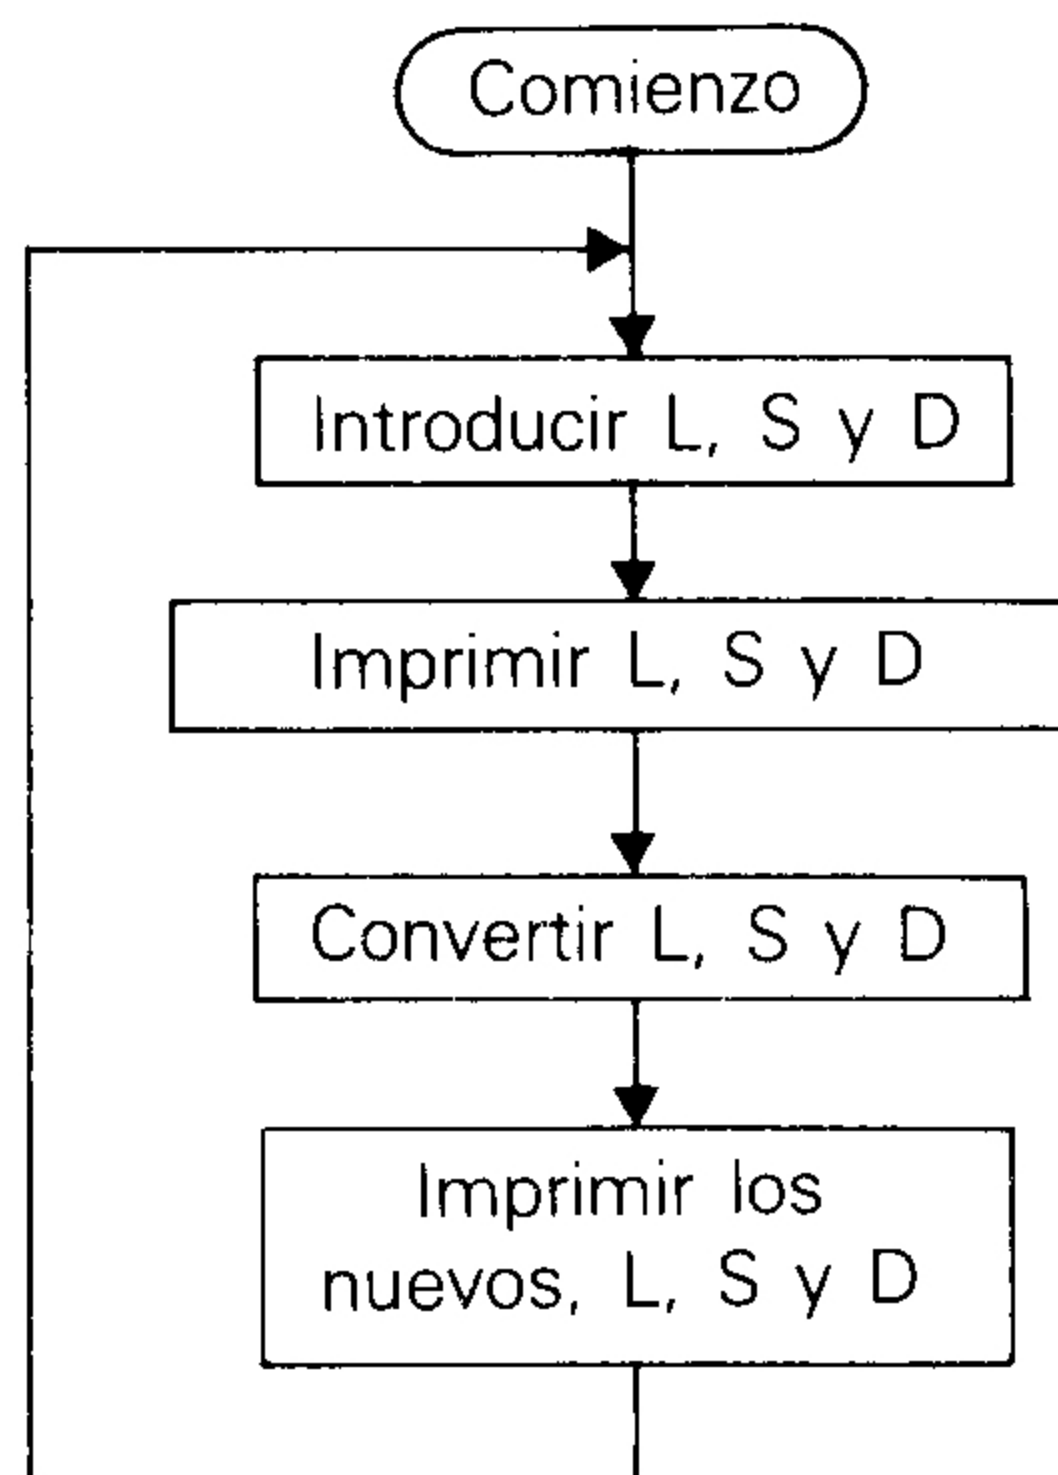 Comienzo
Introducir L, S y D
Imprimir L, S y D
Convertir L, S y D
Imprimir los
nuevos, L, S y D